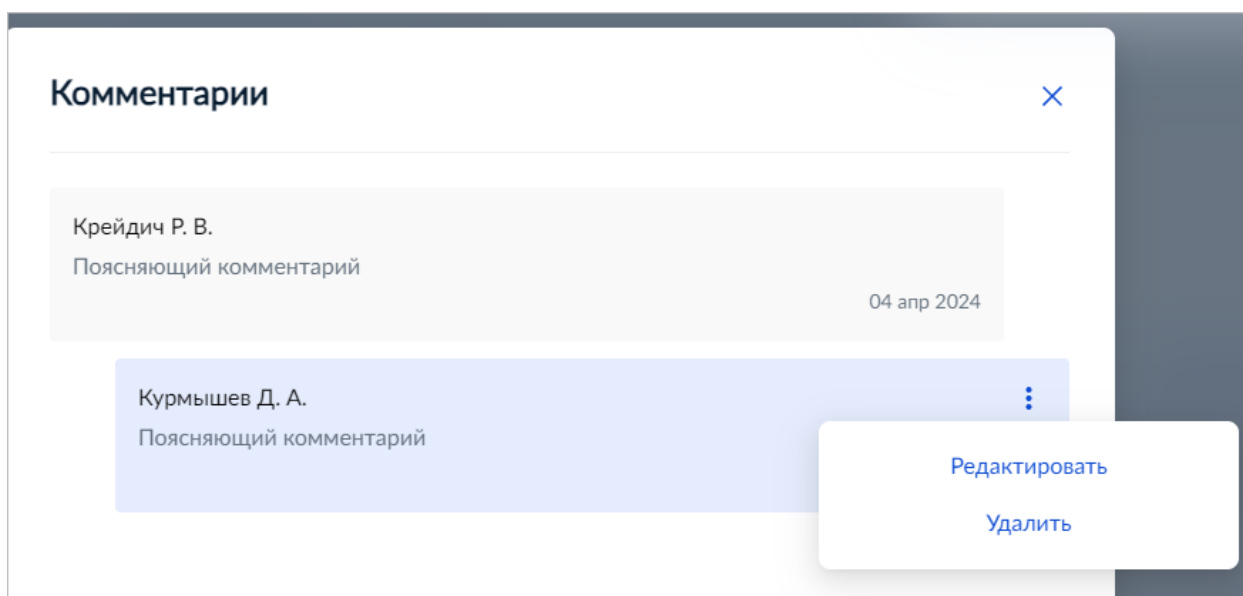 Комментарии
Крейдич Р. В.
Поясняющий комментарий
04 апр 2024
Курмышев Д. А.
Поясняющий комментарий
Редактировать
Удалить